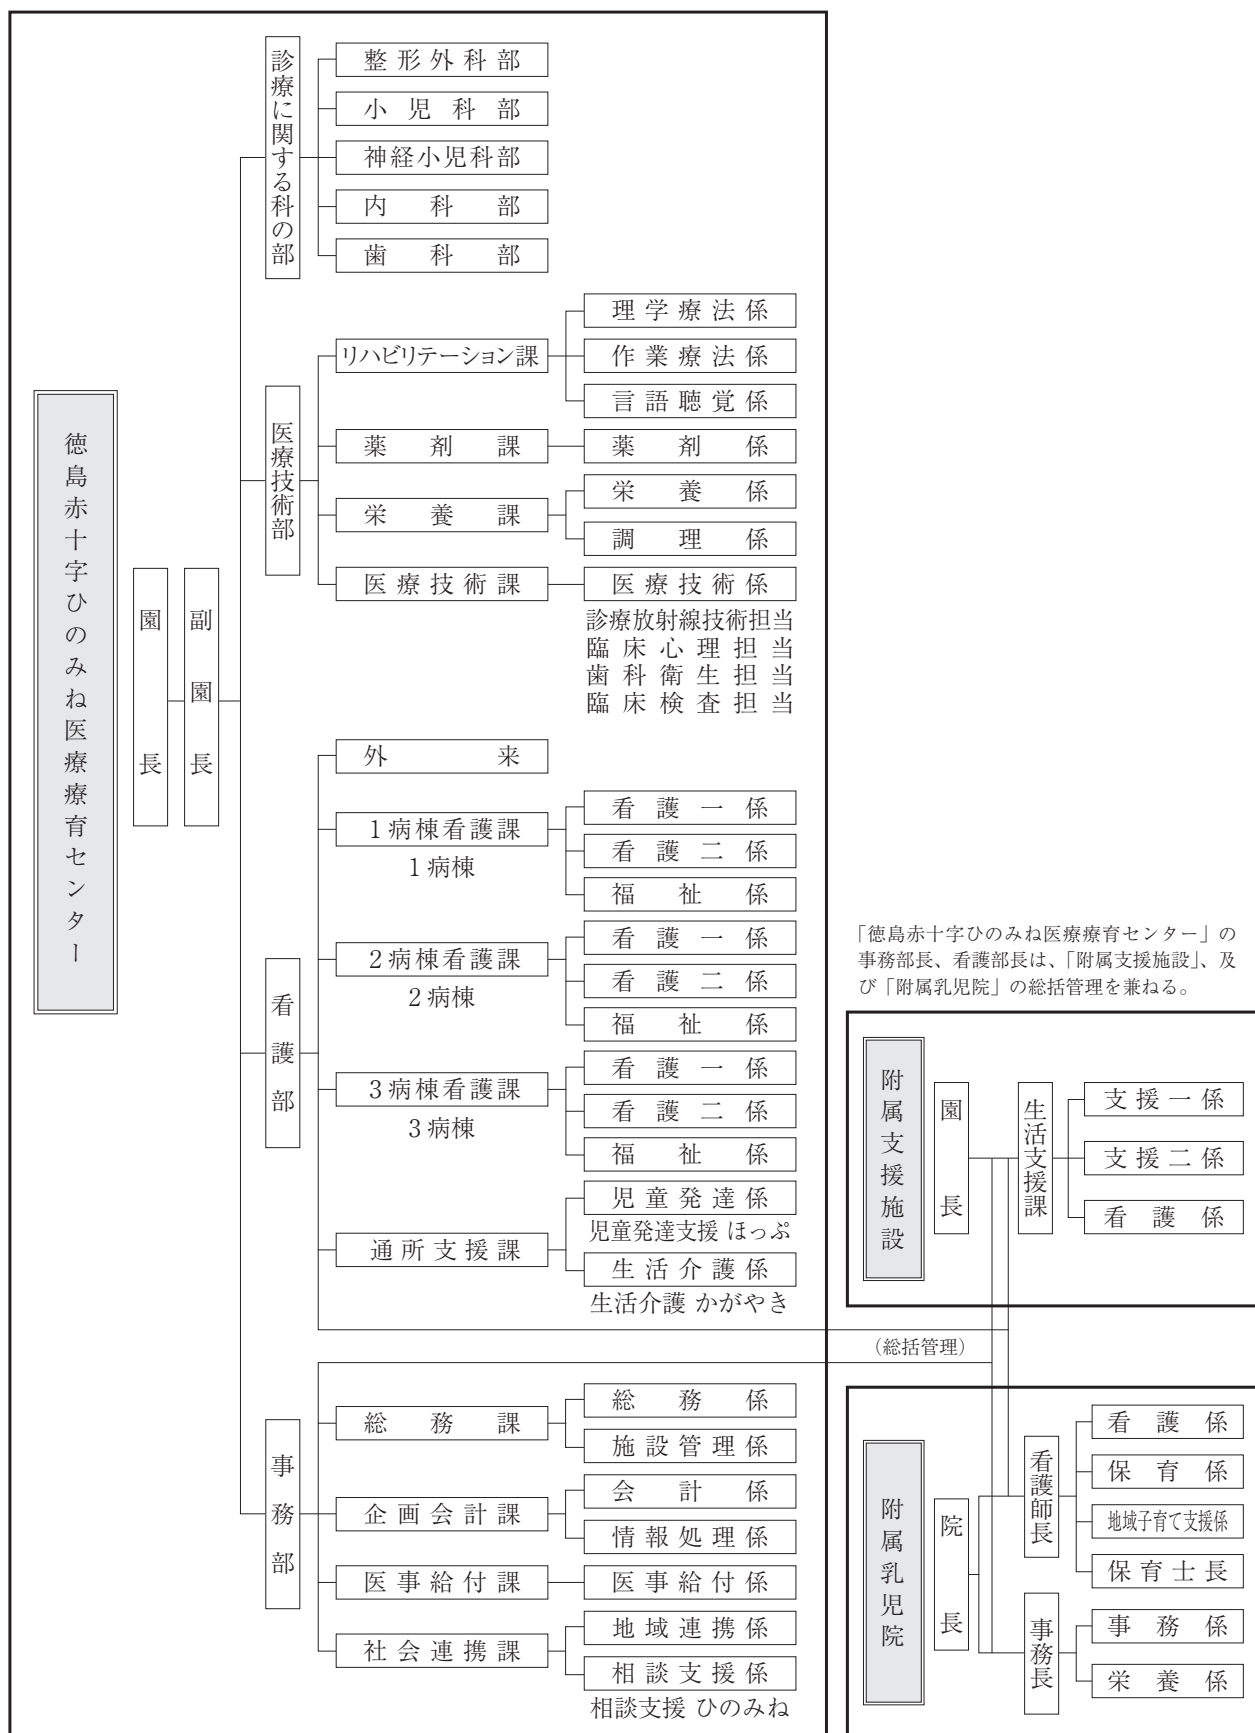 徳島赤十字ひのみね医療療育センター
園長
副園長
診療に関する科の部
整形外科部
小児科部
神経小児科部
内科部
歯科部
医療技術部
リハビリテーション課
理学療法係
作業療法係
言語聴覚係
薬剤課
薬剤係
栄養課
栄養係
調理係
医療技術課
医療技術係
診療放射線技術担当
臨床心理担当
歯科衛生担当
臨床検査担当
看護部
外来
1病棟看護課
1病棟
看護一係
看護二係
福祉係
2病棟看護課
2病棟
看護一係
看護二係
福祉係
3病棟看護課
3病棟
看護一係
看護二係
福祉係
通所支援課
児童発達係
児童発達支援 ほっぷ
生活介護係
生活介護 かがやき
事務部
総務課
総務係
施設管理係
企画会計課
会計係
情報処理係
医事給付課
医事給付係
社会連携課
地域連携係
相談支援係
相談支援 ひのみね
「徳島赤十字ひのみね医療療育センター」の
事務部長、看護部長は、「附属支援施設」、及
び「附属乳児院」の総括管理を兼ねる。
附属支援施設
園長
生活支援課
支援一係
支援二係
看護係
(総括管理)
附属乳児院
院長
看護師長
看護係
保育係
地域子育て支援係
保育士長
事務長
事務係
栄養係